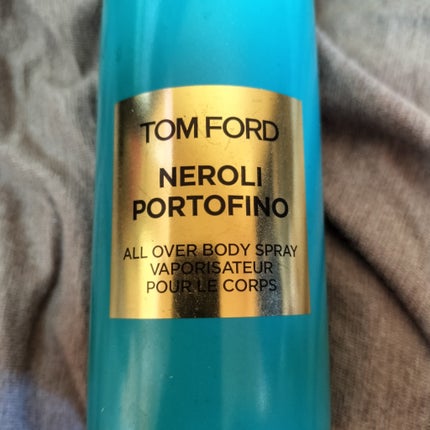 TOM FORD
NEROLI
PORTOFINO
ALL OVER BODY SPRAY
VAPORISATEUR
POUR LE CORPS